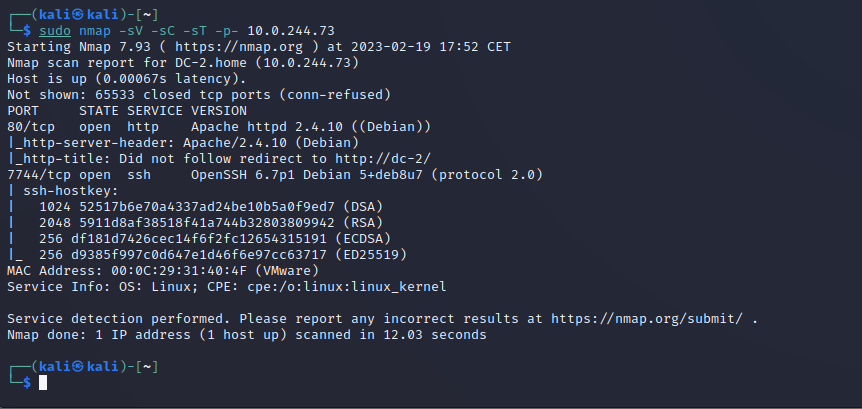 ┌──(kali㉿kali)-[~]
└─$ sudo nmap -sV -sC -sT -p- 10.0.244.73
Starting Nmap 7.93 ( https://nmap.org ) at 2023-02-19 17:52 CET
Nmap scan report for DC-2.home (10.0.244.73)
Host is up (0.00067s latency).
Not shown: 65533 closed tcp ports (conn-refused)
PORT     STATE SERVICE VERSION
80/tcp   open  http    Apache httpd 2.4.10 ((Debian))
|_http-server-header: Apache/2.4.10 (Debian)
|_http-title: Did not follow redirect to http://dc-2/
7744/tcp open  ssh     OpenSSH 6.7p1 Debian 5+deb8u7 (protocol 2.0)
| ssh-hostkey:
|   1024 52517b6e70a4337ad24be10b5a0f9ed7 (DSA)
|   2048 5911d8af38518f41a744b32803809942 (RSA)
|   256 df181d7426cec14f6f2fc12654315191 (ECDSA)
|_  256 d9385f997c0d647e1d46f6e97cc63717 (ED25519)
MAC Address: 00:0C:29:31:40:4F (VMware)
Service Info: OS: Linux; CPE: cpe:/o:linux:linux_kernel
Service detection performed. Please report any incorrect results at https://nmap.org/submit/ .
Nmap done: 1 IP address (1 host up) scanned in 12.03 seconds
┌──(kali㉿kali)-[~]
└─$